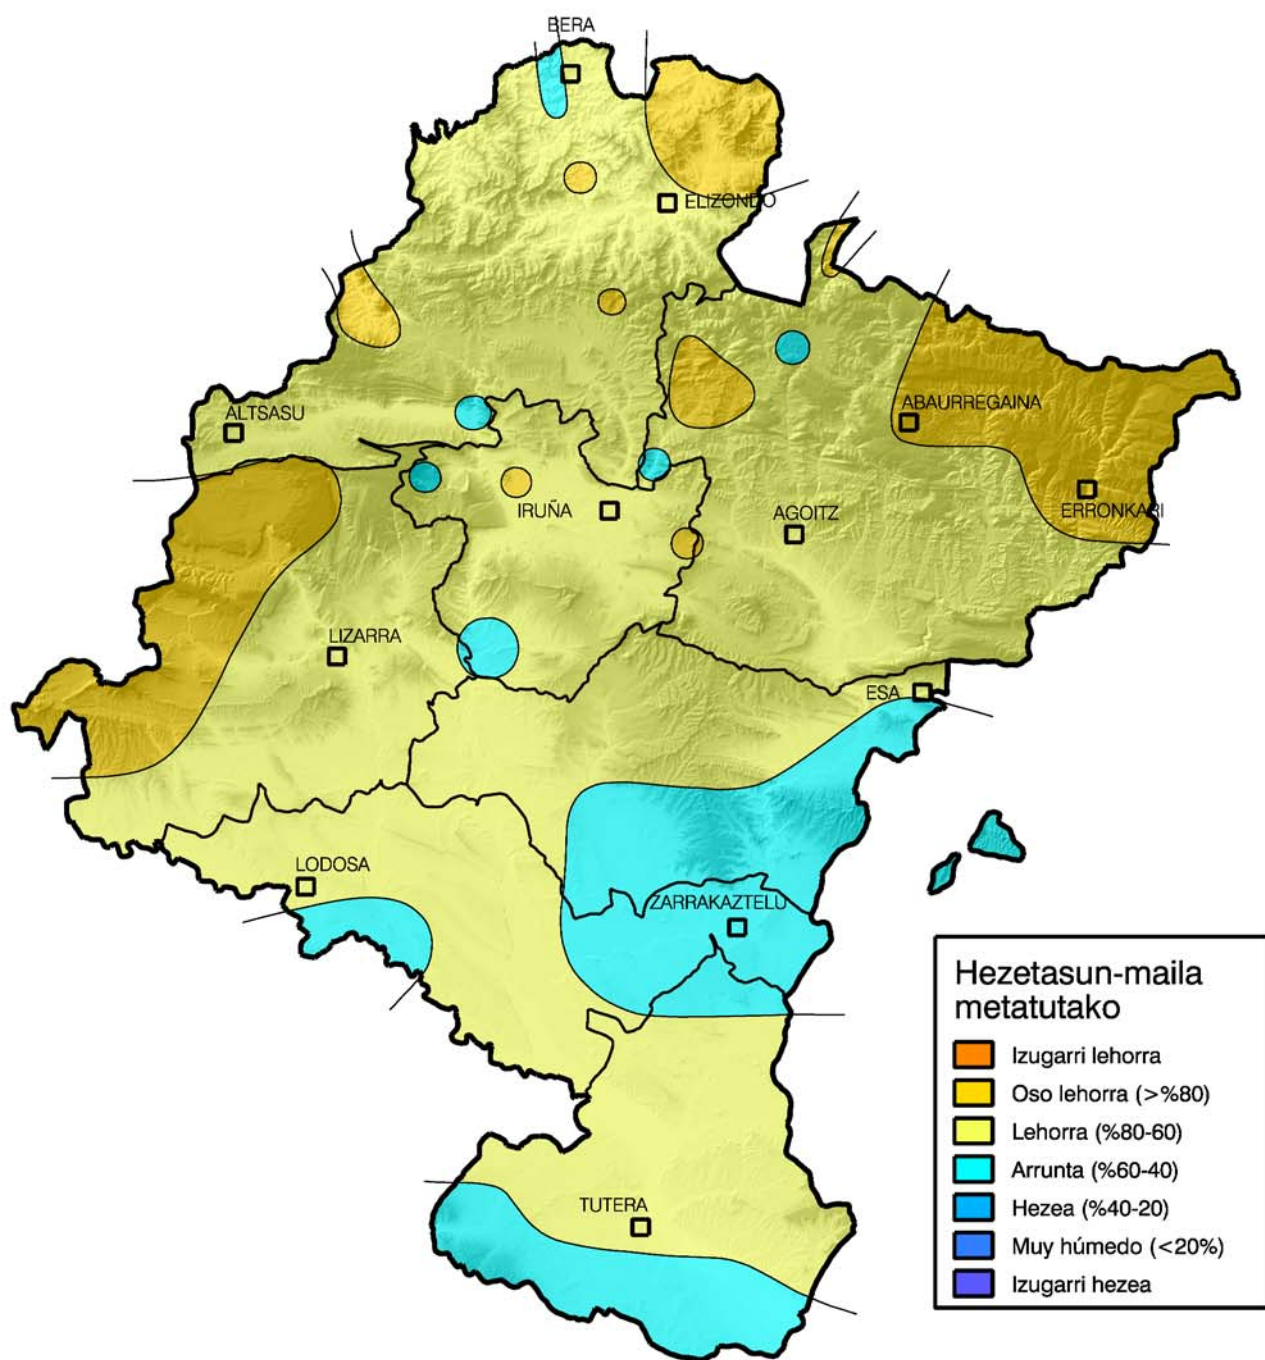 BERA
ELIZONDO
ALTSASU
ABAURREGAINA
IRUÑA
AGOITZ
ERRONKARI
LIZARRA
ESA
LODOSA
ZARRAKAZTELU
TUTERA
Hezetasun-maila
metatutako
Izugarri lehorra
Oso lehorra (>%80)
Lehorra (%80-60)
Arrunta (%60-40)
Hezea (%40-20)
Muy húmedo (<20%)
Izugarri hezea